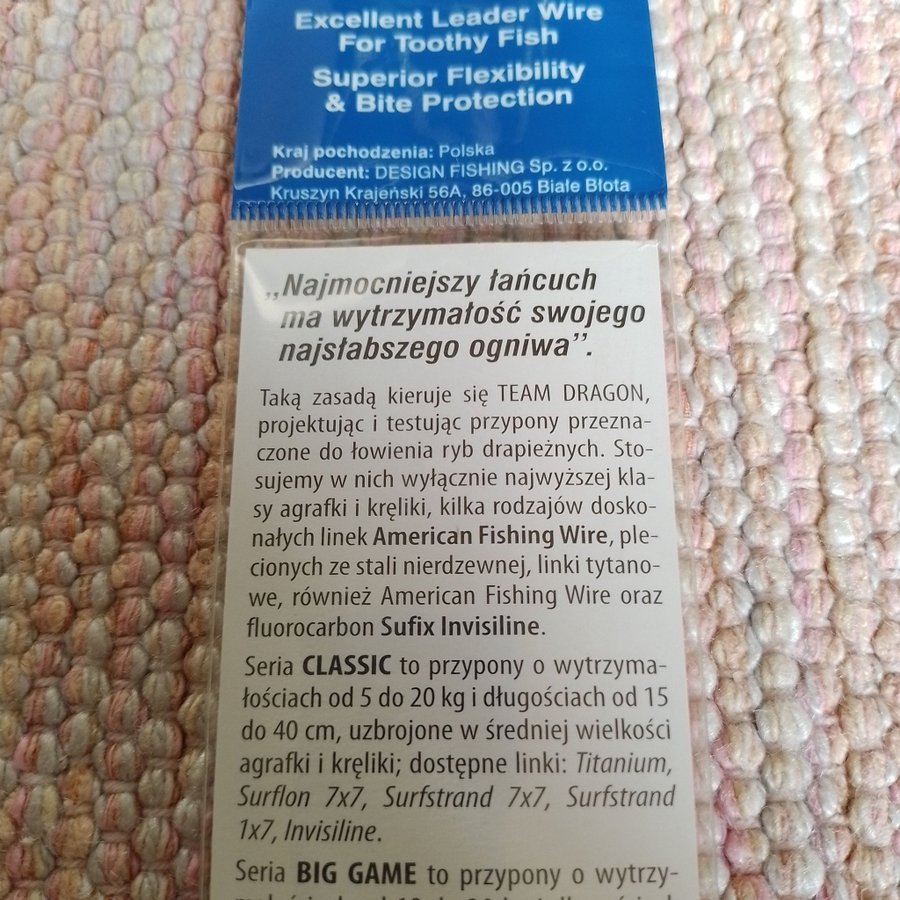 Excellent Leader Wire
For Toothy Fish
Superior Flexibility
& Bite Protection
Kraj pochodzenia: Polska
Producent: DESIGN FISHING Sp. z o.o.
Kruszyn Krajeński 56A, 86-005 Białe Błota
„Najmocniejszy łańcuch
ma wytrzymałość swojego
najsłabszego ogniwa”.
Taką zasadą kieruje się TEAM DRAGON,
projektując i testując przypony przezna-
czone do łowienia ryb drapieżnych. Sto-
sujemy w nich wyłącznie najwyższej kla-
sy agrafki i kręliki, kilka rodzajów dosko-
nałych linek American Fishing Wire, ple-
cionych ze stali nierdzewnej, linki tytano-
we, również American Fishing Wire oraz
fluorocarbon Sufix Invisiline.
Seria CLASSIC to przypony o wytrzyma-
łościach od 5 do 20 kg i długościach od 15
do 40 cm, uzbrojone w średniej wielkości
agrafki i kręliki; dostępne linki: Titanium,
Surflon 7x7, Surfstrand 7x7, Surfstrand
1x7, Invisiline.
Seria BIG GAME to przypony o wytrzy-